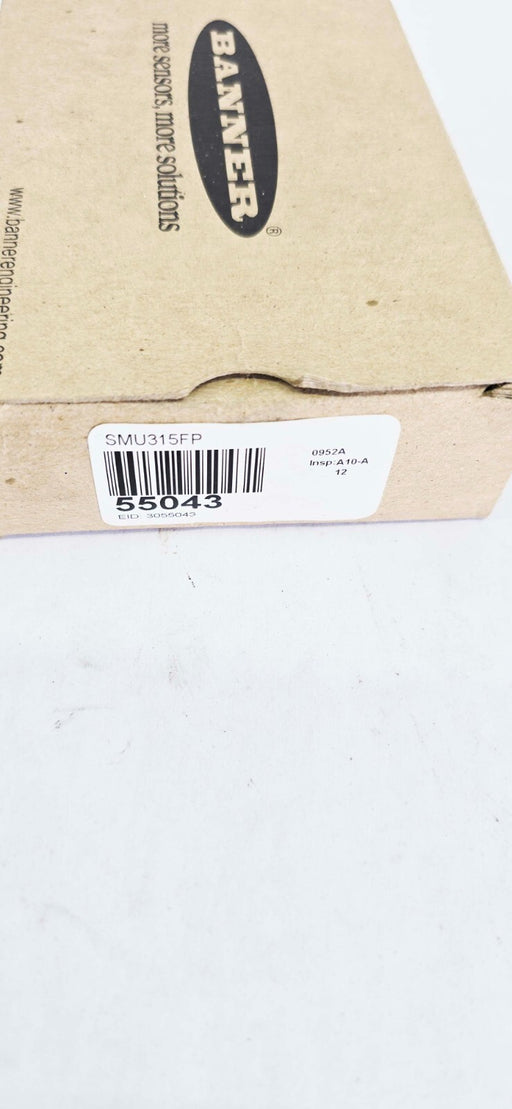 BANNER
®
more sensors, more solutions
www.bannerengineering.com
SMU315FP
55043
EID: 3055043
0952A
Insp:A10-A
12